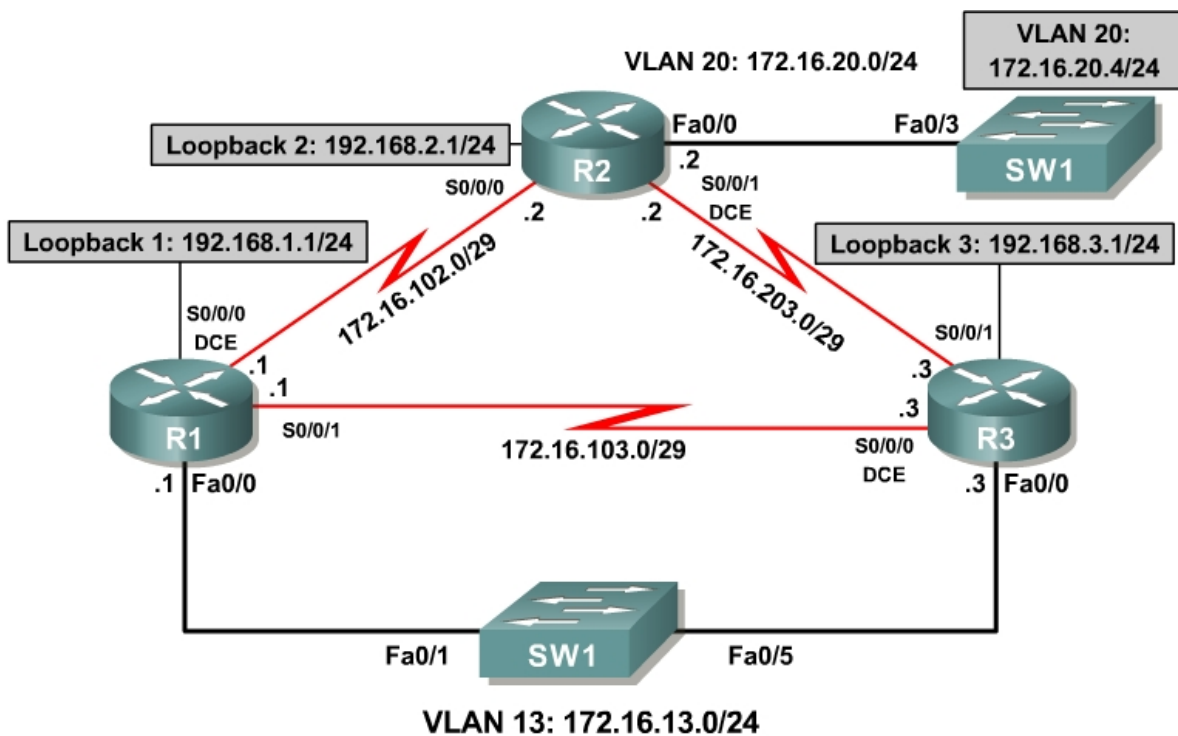 VLAN 20:
172.16.20.4/24
VLAN 20: 172.16.20.0/24
Fa0/0
Fa0/3
Loopback 2: 192.168.2.1/24
.2
R2
SW1
S0/0/0
S0/0/1
DCE
.2
.2
Loopback 1: 192.168.1.1/24
Loopback 3: 192.168.3.1/24
172.16.102.0/29
172.16.203.0/29
S0/0/0
DCE
S0/0/1
.1
.3
.1
.3
R1
S0/0/1
172.16.103.0/29
S0/0/0
DCE
R3
.1
Fa0/0
.3
Fa0/0
Fa0/1
SW1
Fa0/5
VLAN 13: 172.16.13.0/24